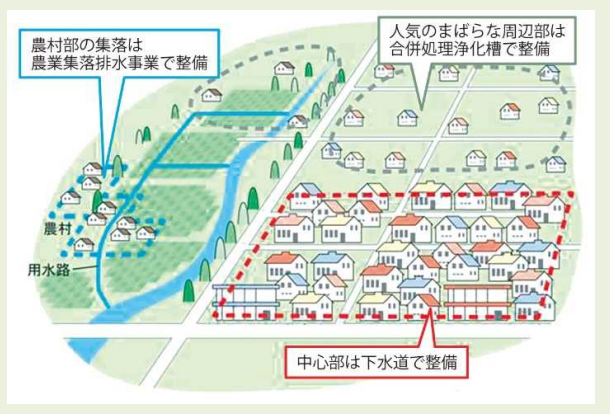 農村部の集落は
農業集落排水事業で整備
人気のまばらな周辺部は
合併処理浄化槽で整備
農村
用水路
中心部は下水道で整備